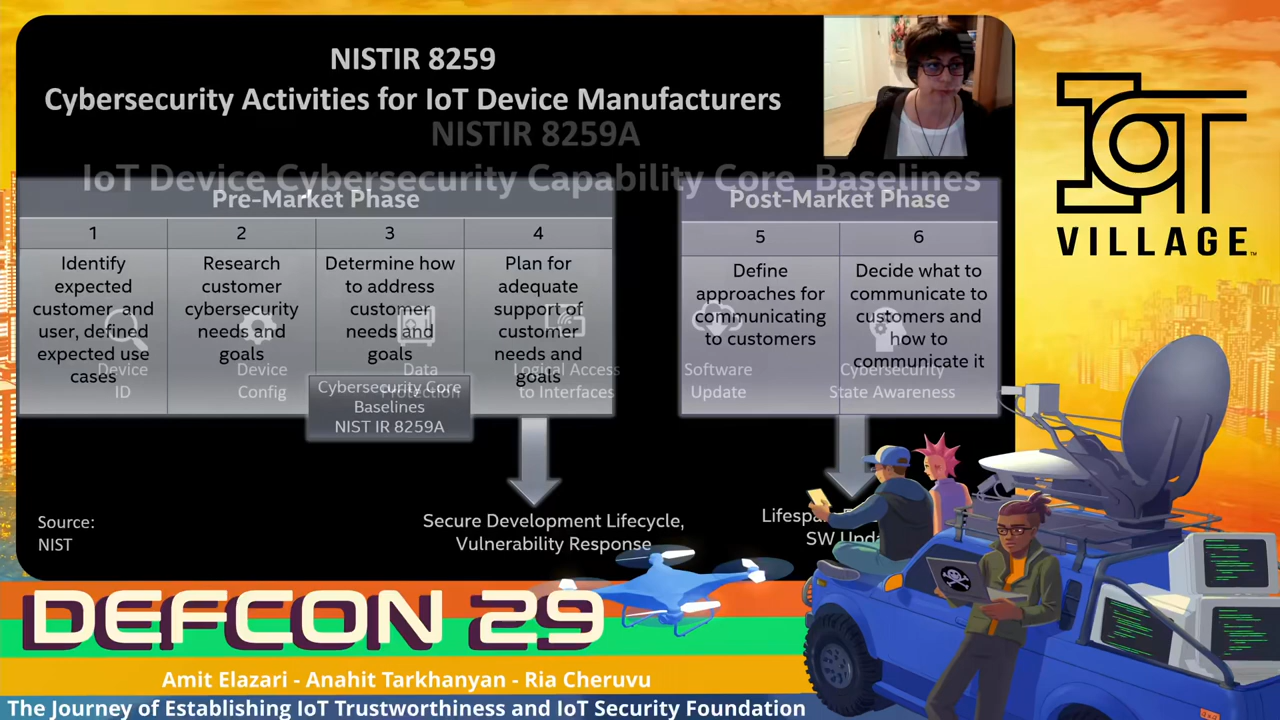 NISTIR 8259
Cybersecurity Activities for IoT Device Manufacturers
NISTIR 8259A
IoT Device Cybersecurity Capability Core Baselines
Pre-Market Phase
1
Identify
expected
customer and
user, defined
expected use
cases
2
Research
customer
cybersecurity
needs and
goals
3
Determine how
to address
customer
needs and
goals
4
Plan for
adequate
support of
customer
needs and
goals
Post-Market Phase
5
Define
approaches for
communicating
to customers
6
Decide what to
communicate to
customers and
how to
communicate it
Device
ID
Device
Config
Data
Protection
Logical Access
to Interfaces
Software
Update
Cybersecurity
State Awareness
Cybersecurity Core
Baselines
NIST IR 8259A
Source:
NIST
Secure Development Lifecycle,
Vulnerability Response
SW
IOT
VILLAGE
TM
DEFCON 29
Amit Elazari - Anahit Tarkhanyan - Ria Cheruvu
The Journey of Establishing IoT Trustworthiness and IoT Security Foundation